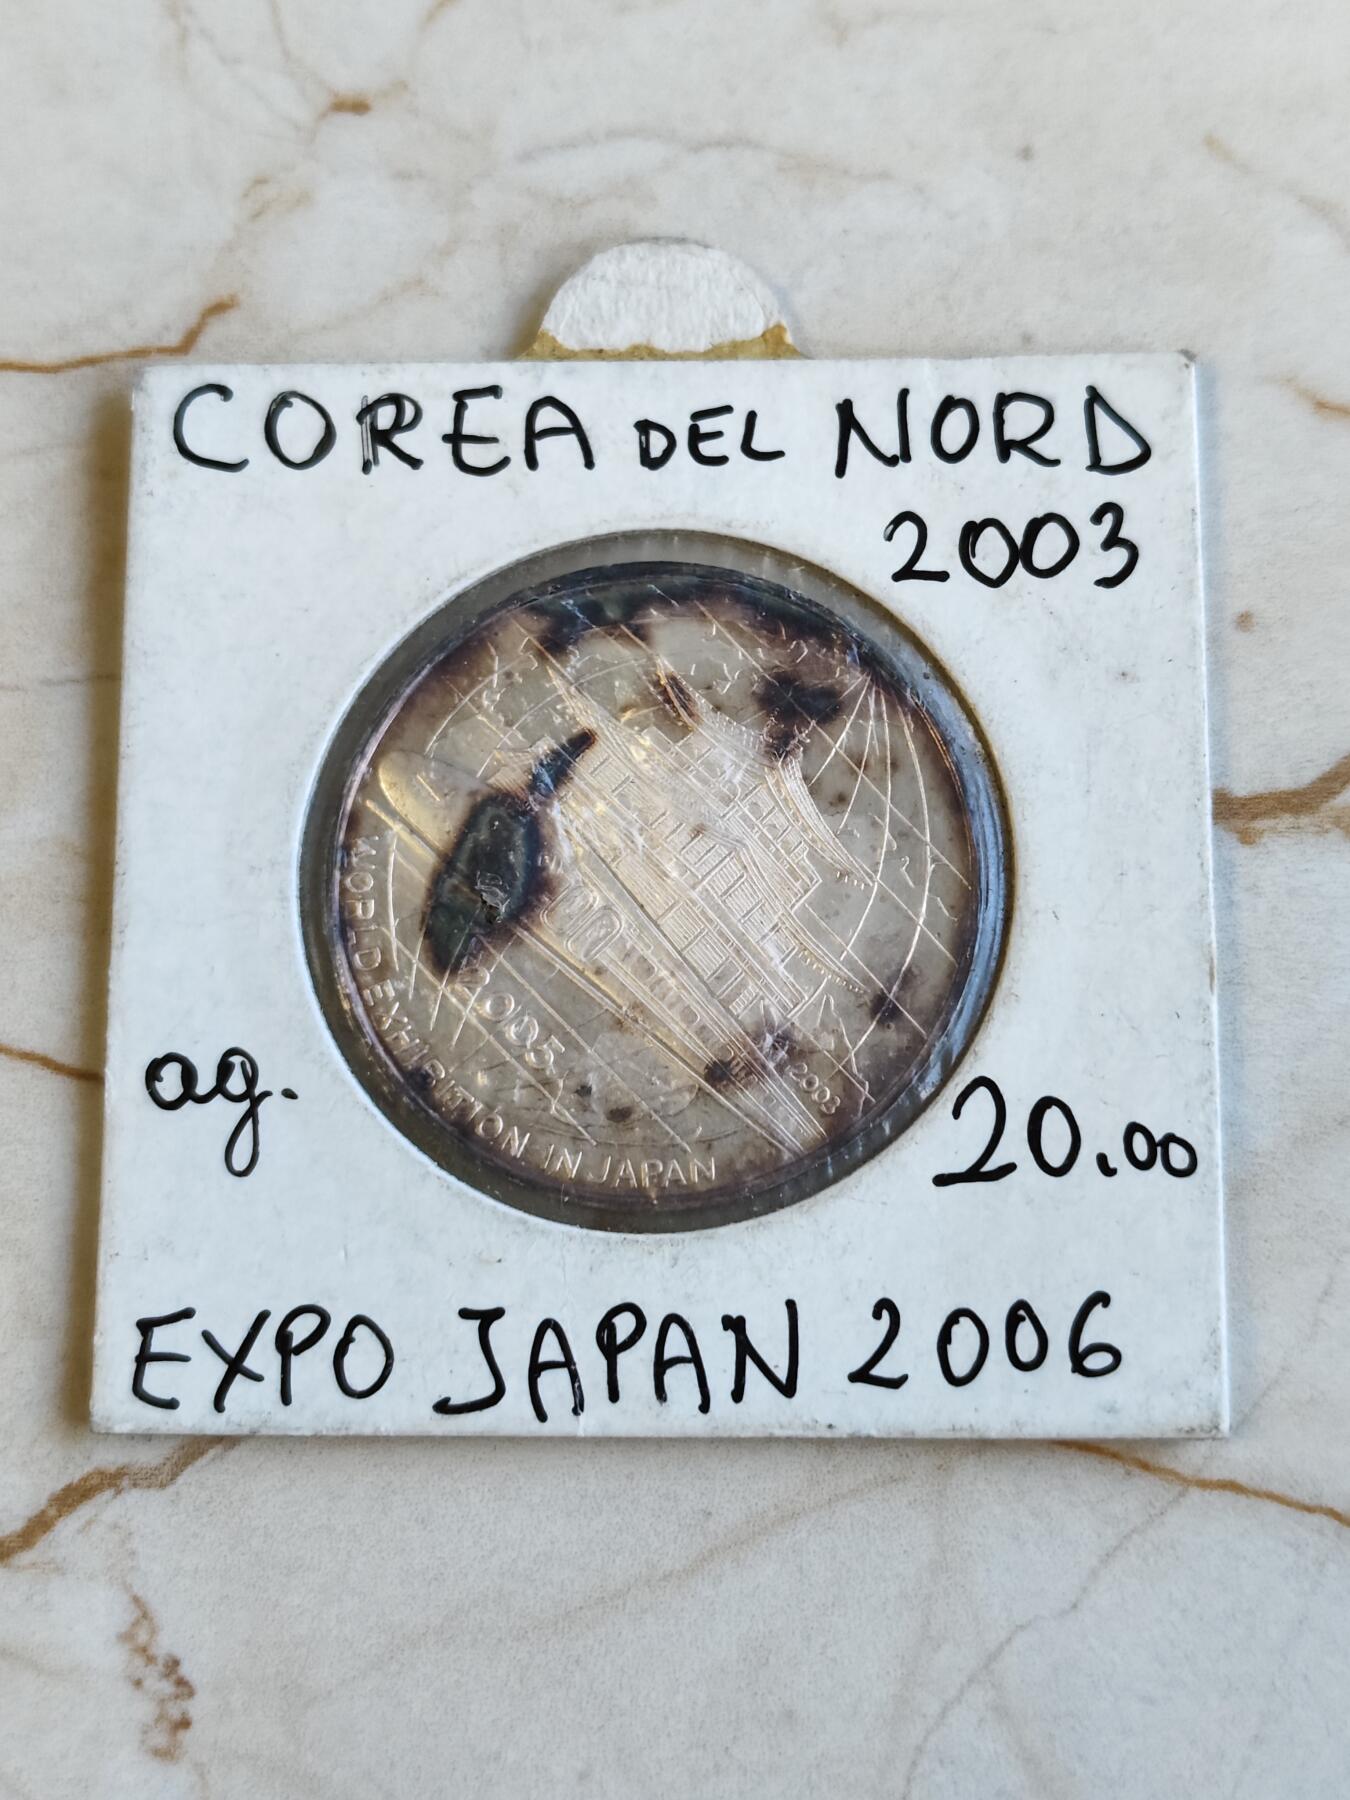 COREA DEL NORD
2003
2005
2003
WORLD EXHIBITION IN JAPAN
ag.
20.00
EXPO JAPAN 2006